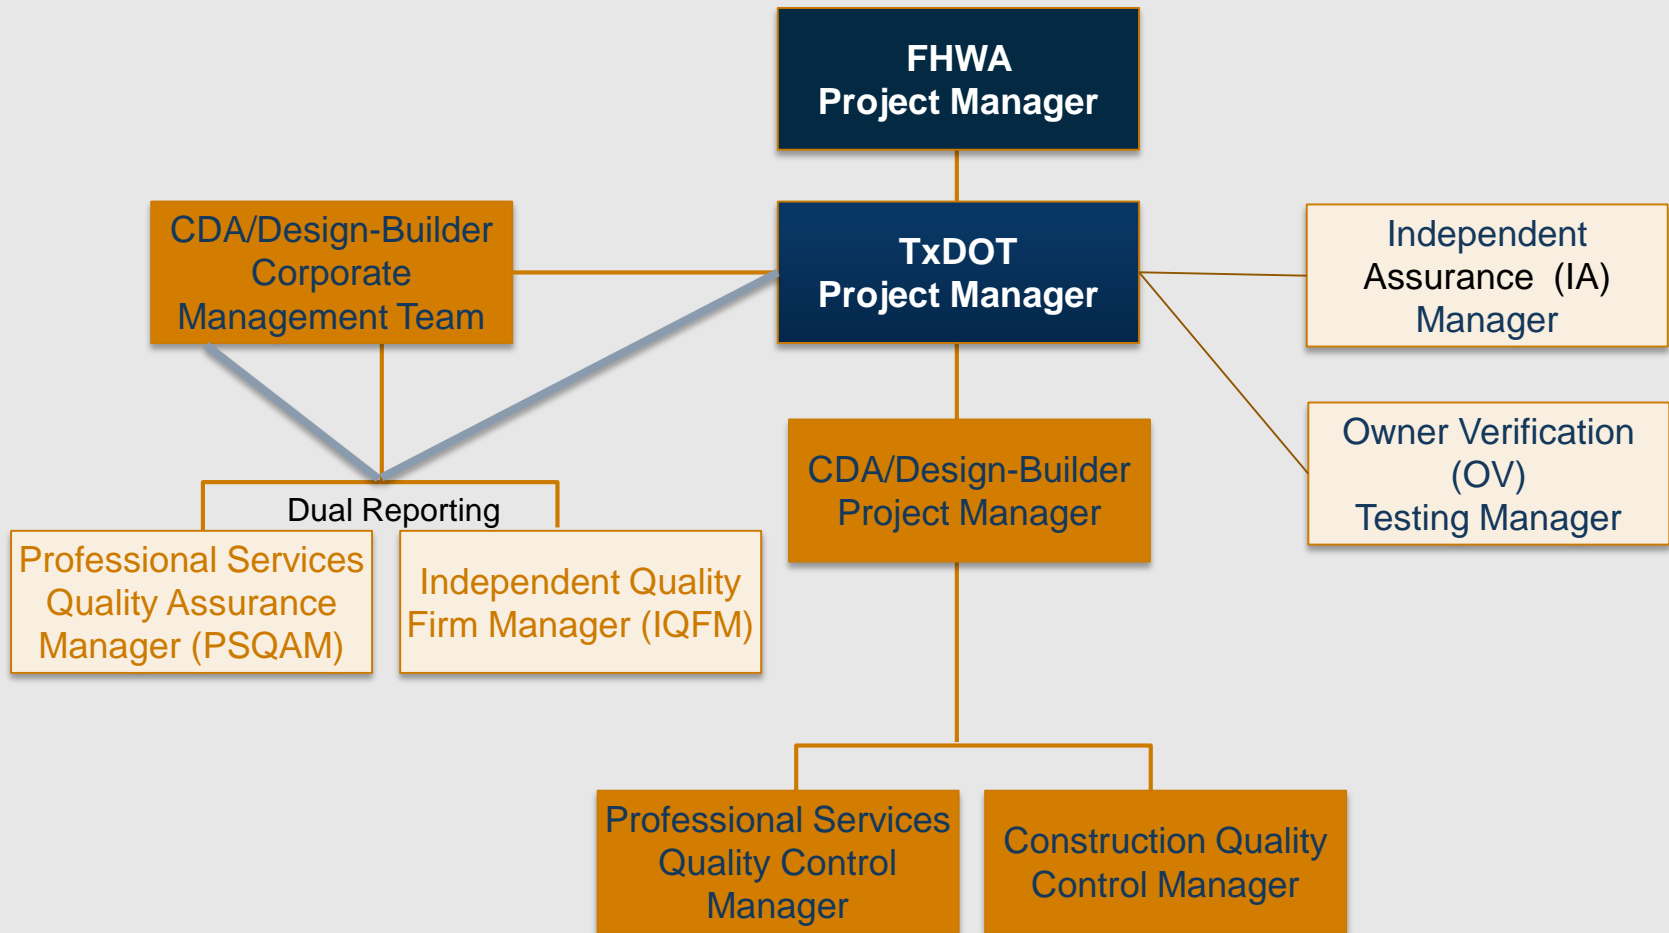 FHWA
Project Manager
CDA/Design-Builder
Corporate
Management Team
TxDOT
Project Manager
Independent
Assurance (IA)
Manager
CDA/Design-Builder
Project Manager
Owner Verification
(OV)
Testing Manager
Dual Reporting
Professional Services
Quality Assurance
Manager (PSQAM)
Independent Quality
Firm Manager (IQFM)
Professional Services
Quality Control
Manager
Construction Quality
Control Manager